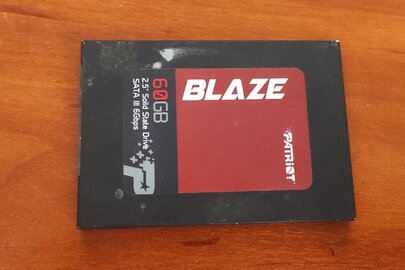 BLAZE
PATRIOT
60GB
2.5" Solid State Drive
SATA III 6Gbps